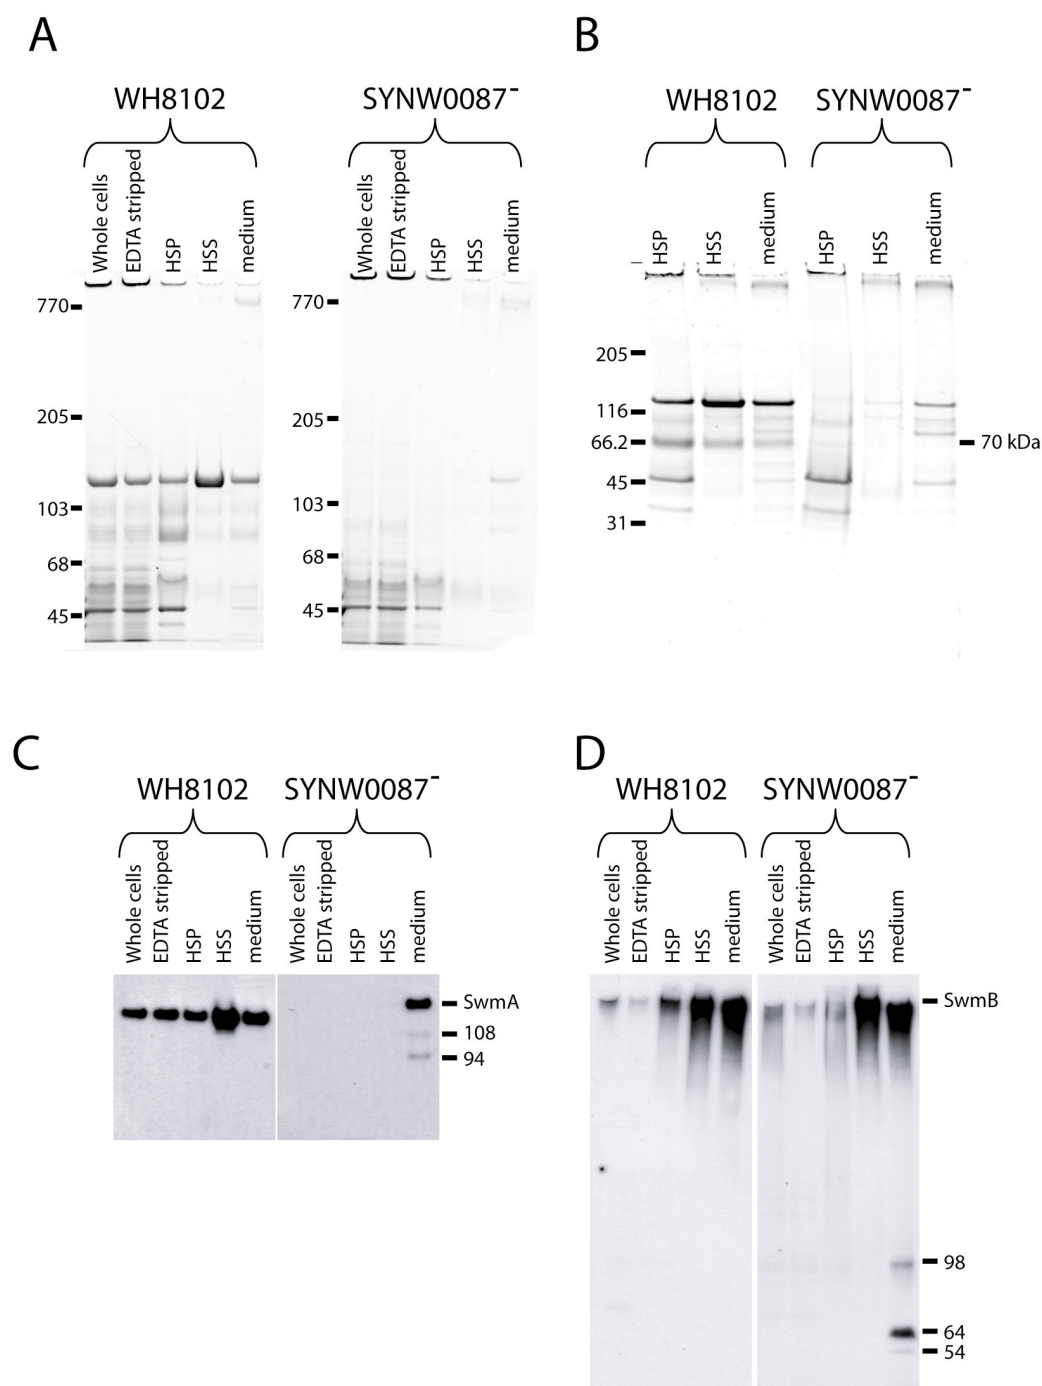 A
WH8102
SYNW0087-
Whole cells
EDTA stripped
HSP
HSS
medium
Whole cells
EDTA stripped
HSP
HSS
medium
770
205
103
68
45
770
205
103
68
45
B
WH8102
SYNW0087-
HSP
HSS
medium
HSP
HSS
medium
205
116
66.2
45
31
70 kDa
C
WH8102
SYNW0087-
Whole cells
EDTA stripped
HSP
HSS
medium
Whole cells
EDTA stripped
HSP
HSS
medium
SwmA
108
94
D
WH8102
SYNW0087-
Whole cells
EDTA stripped
HSP
HSS
medium
Whole cells
EDTA stripped
HSP
HSS
medium
SwmB
98
64
54